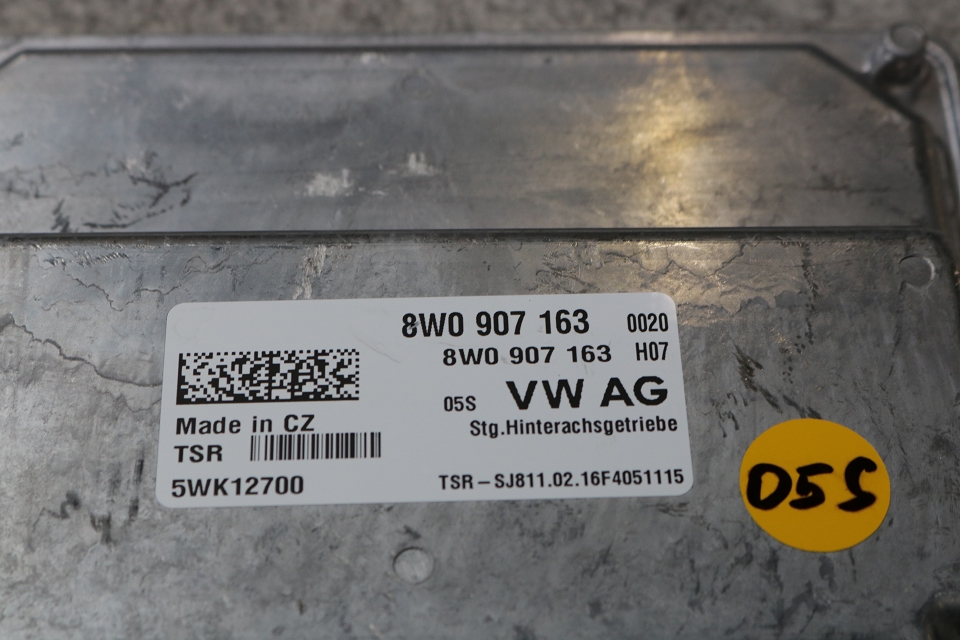 8W0 907 163 0020
8W0 907 163 H07
05S VW AG
Stg.Hinterachsgetriebe
Made in CZ
TSR
5WK12700
TSR-SJ811.02.16F4051115
05S